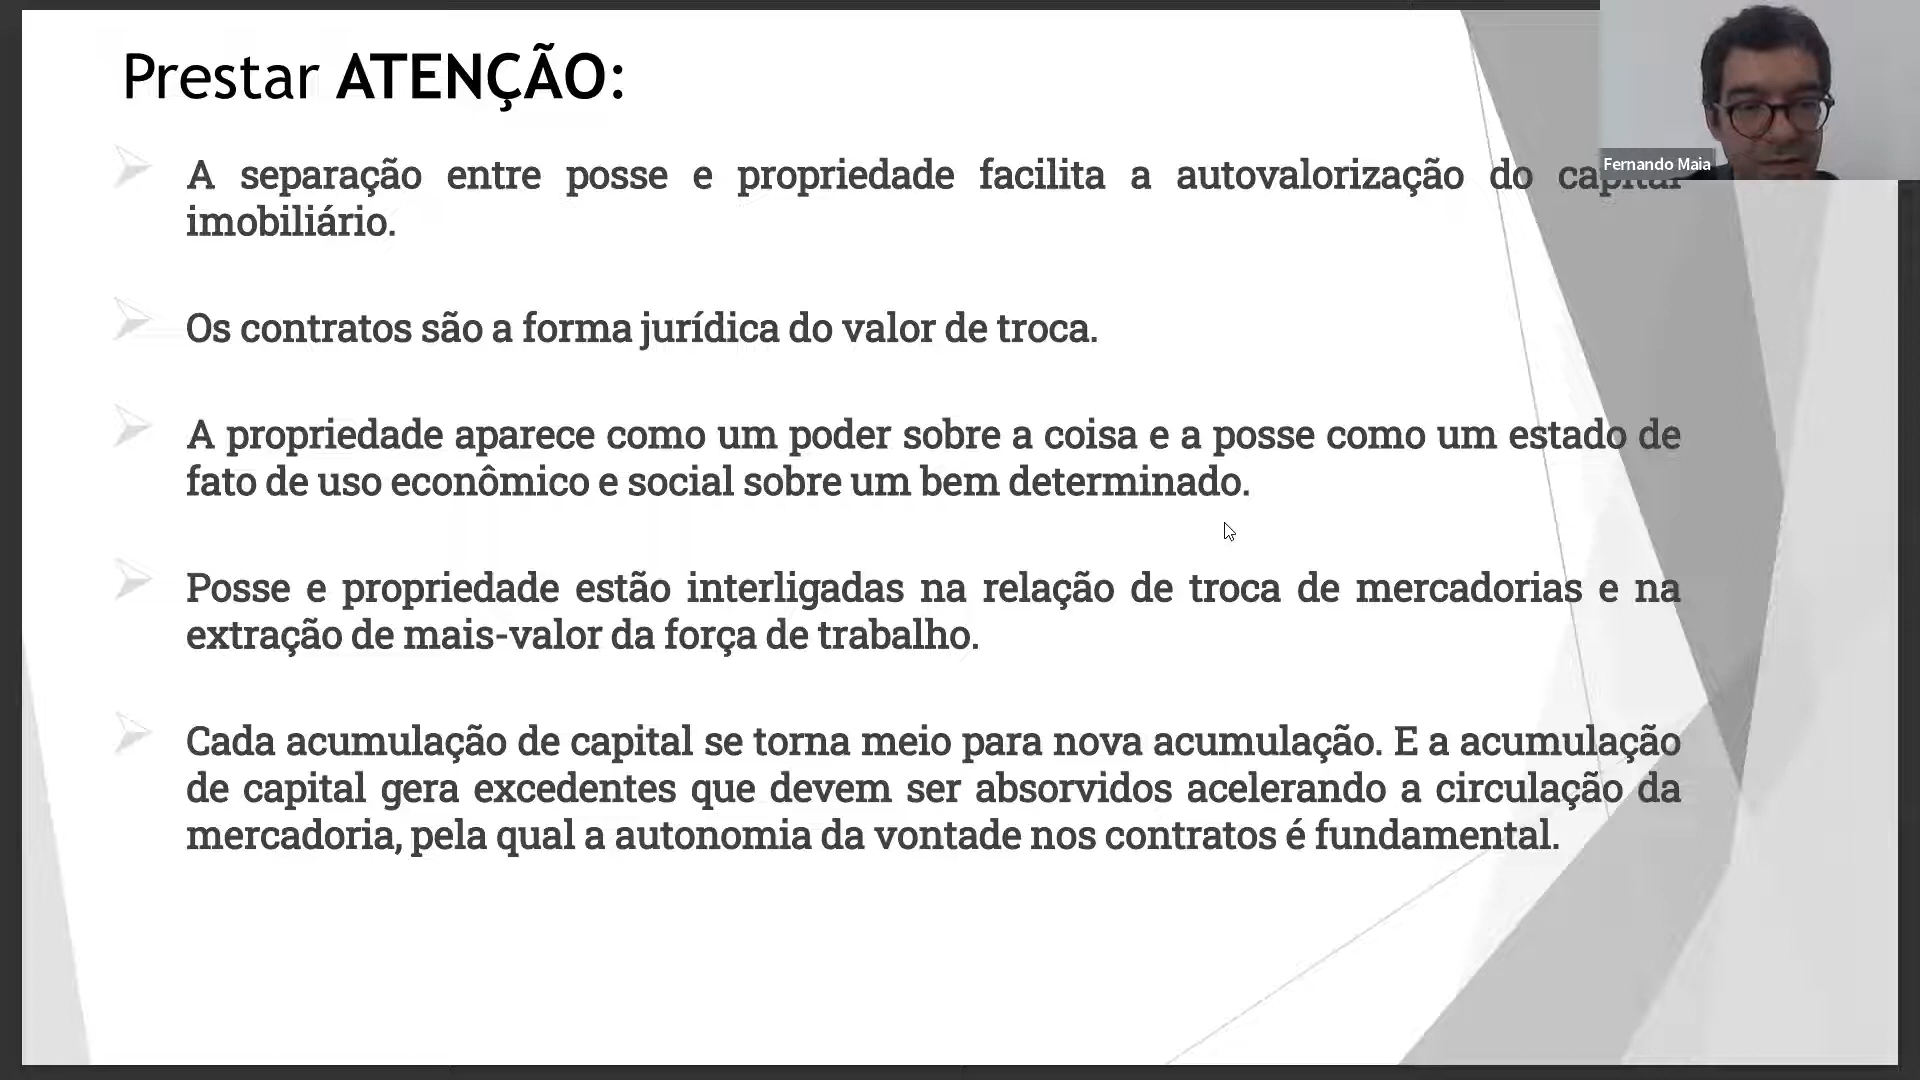 Prestar ATENÇÃO:
A separação entre posse e propriedade facilita a autovalorização do capital
imobiliário.
Os contratos são a forma jurídica do valor de troca.
A propriedade aparece como um poder sobre a coisa e a posse como um estado de
fato de uso econômico e social sobre um bem determinado.
Posse e propriedade estão interligadas na relação de troca de mercadorias e na
extração de mais-valor da força de trabalho.
Cada acumulação de capital se torna meio para nova acumulação. E a acumulação
de capital gera excedentes que devem ser absorvidos acelerando a circulação da
mercadoria, pela qual a autonomia da vontade nos contratos é fundamental.
Fernando Maia